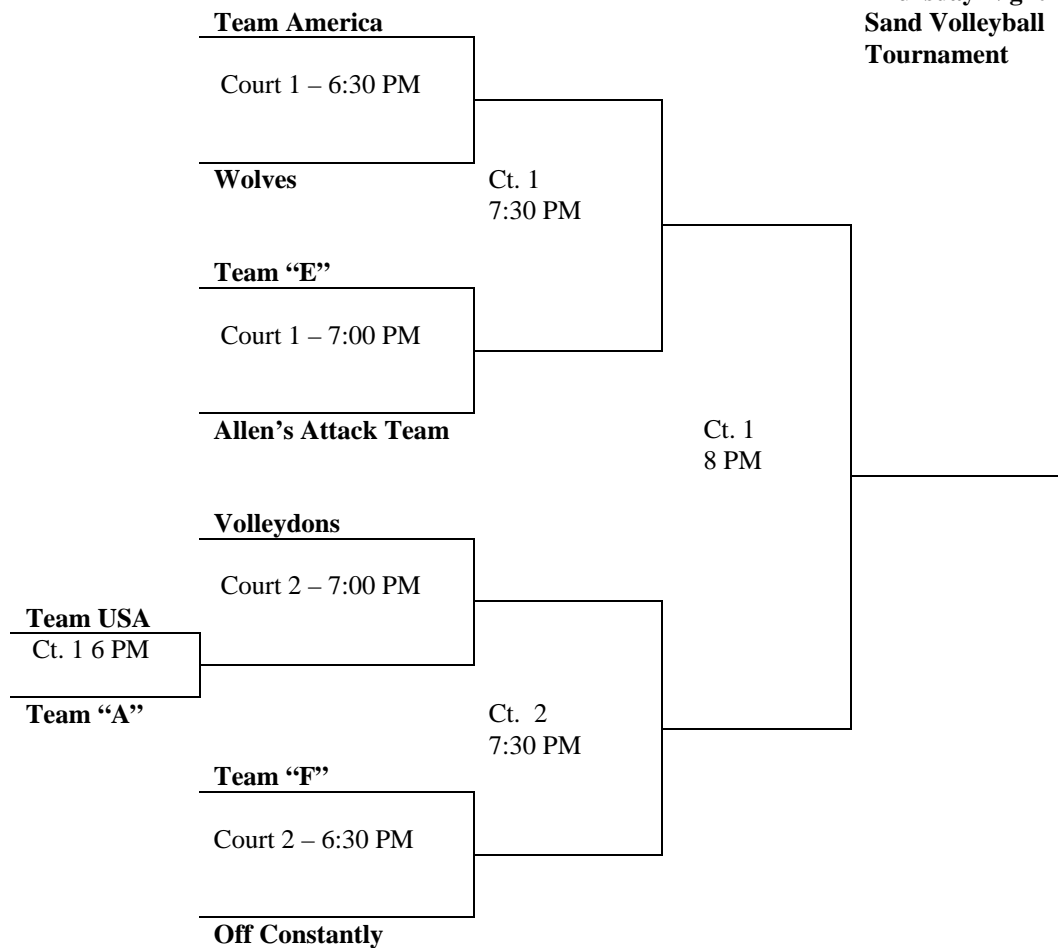 Sand Volleyball
Tournament
Team America
Court 1 – 6:30 PM
Wolves
Ct. 1
7:30 PM
Team “E”
Court 1 – 7:00 PM
Allen’s Attack Team
Ct. 1
8 PM
Volleydons
Court 2 – 7:00 PM
Team USA
Ct. 1 6 PM
Team “A”
Ct. 2
7:30 PM
Team “F”
Court 2 – 6:30 PM
Off Constantly